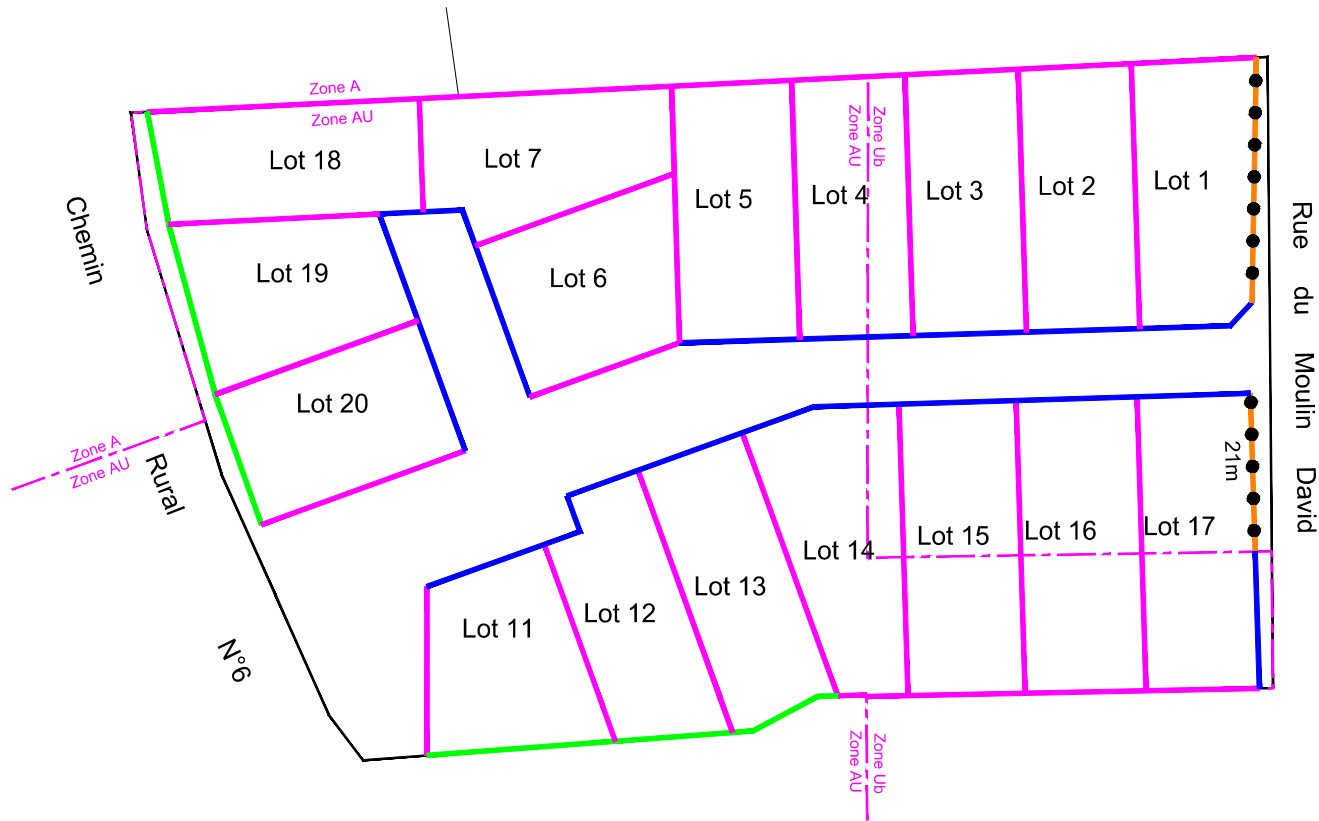 Zone A
Zone AU
Lot 18
Lot 7
Zone Ub
Zone AU
Lot 5
Lot 4
Lot 3
Lot 2
Lot 1
Chemin
Lot 19
Lot 6
Rue du Moulin David
Lot 20
Zone A
Zone AU
Rural
21m
Lot 14
Lot 15
Lot 16
Lot 17
Lot 13
Lot 12
Lot 11
N°6
Zone Ub
Zone AU